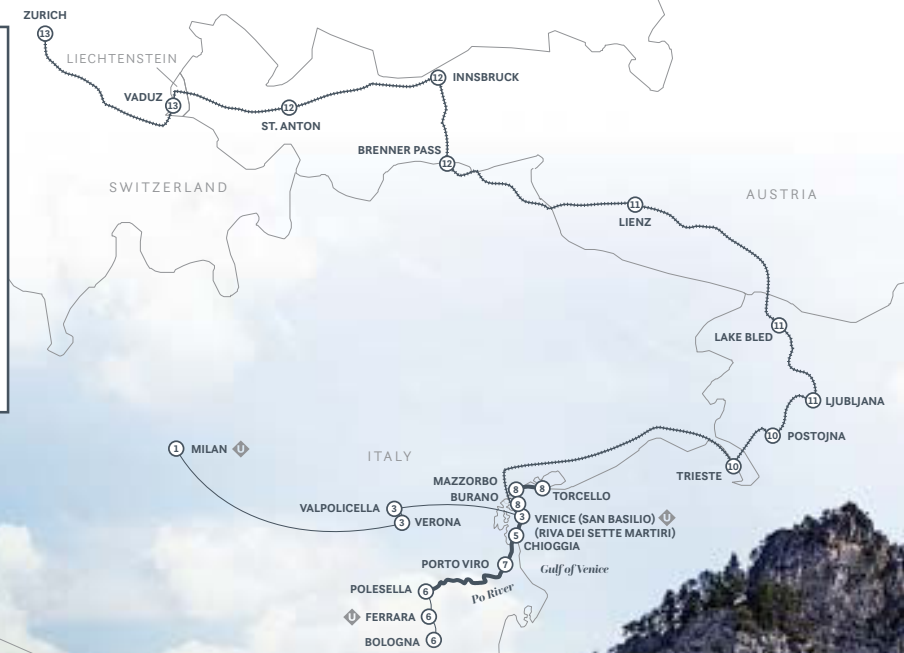 ZURICH
13
LIECHTENSTEIN
VADUZ
13
12
ST. ANTON
12
INNSBRUCK
BRENNER PASS
12
SWITZERLAND
AUSTRIA
11
LIENZ
11
LAKE BLED
11
LJUBLJANA
10
POSTOJNA
TRIESTE
10
1
MILAN
U
ITALY
MAZZORBO
8
8
TORCELLO
BURANO
8
VALPOLICELLA
3
3
VERONA
3
VENICE (SAN BASILIO)
U
(RIVA DEI SETTE MARTIRI)
5
CHIOGGIA
PORTO VIRO
7
Gulf of Venice
POLESELLA
6
Po River
U
FERRARA
6
BOLOGNA
6